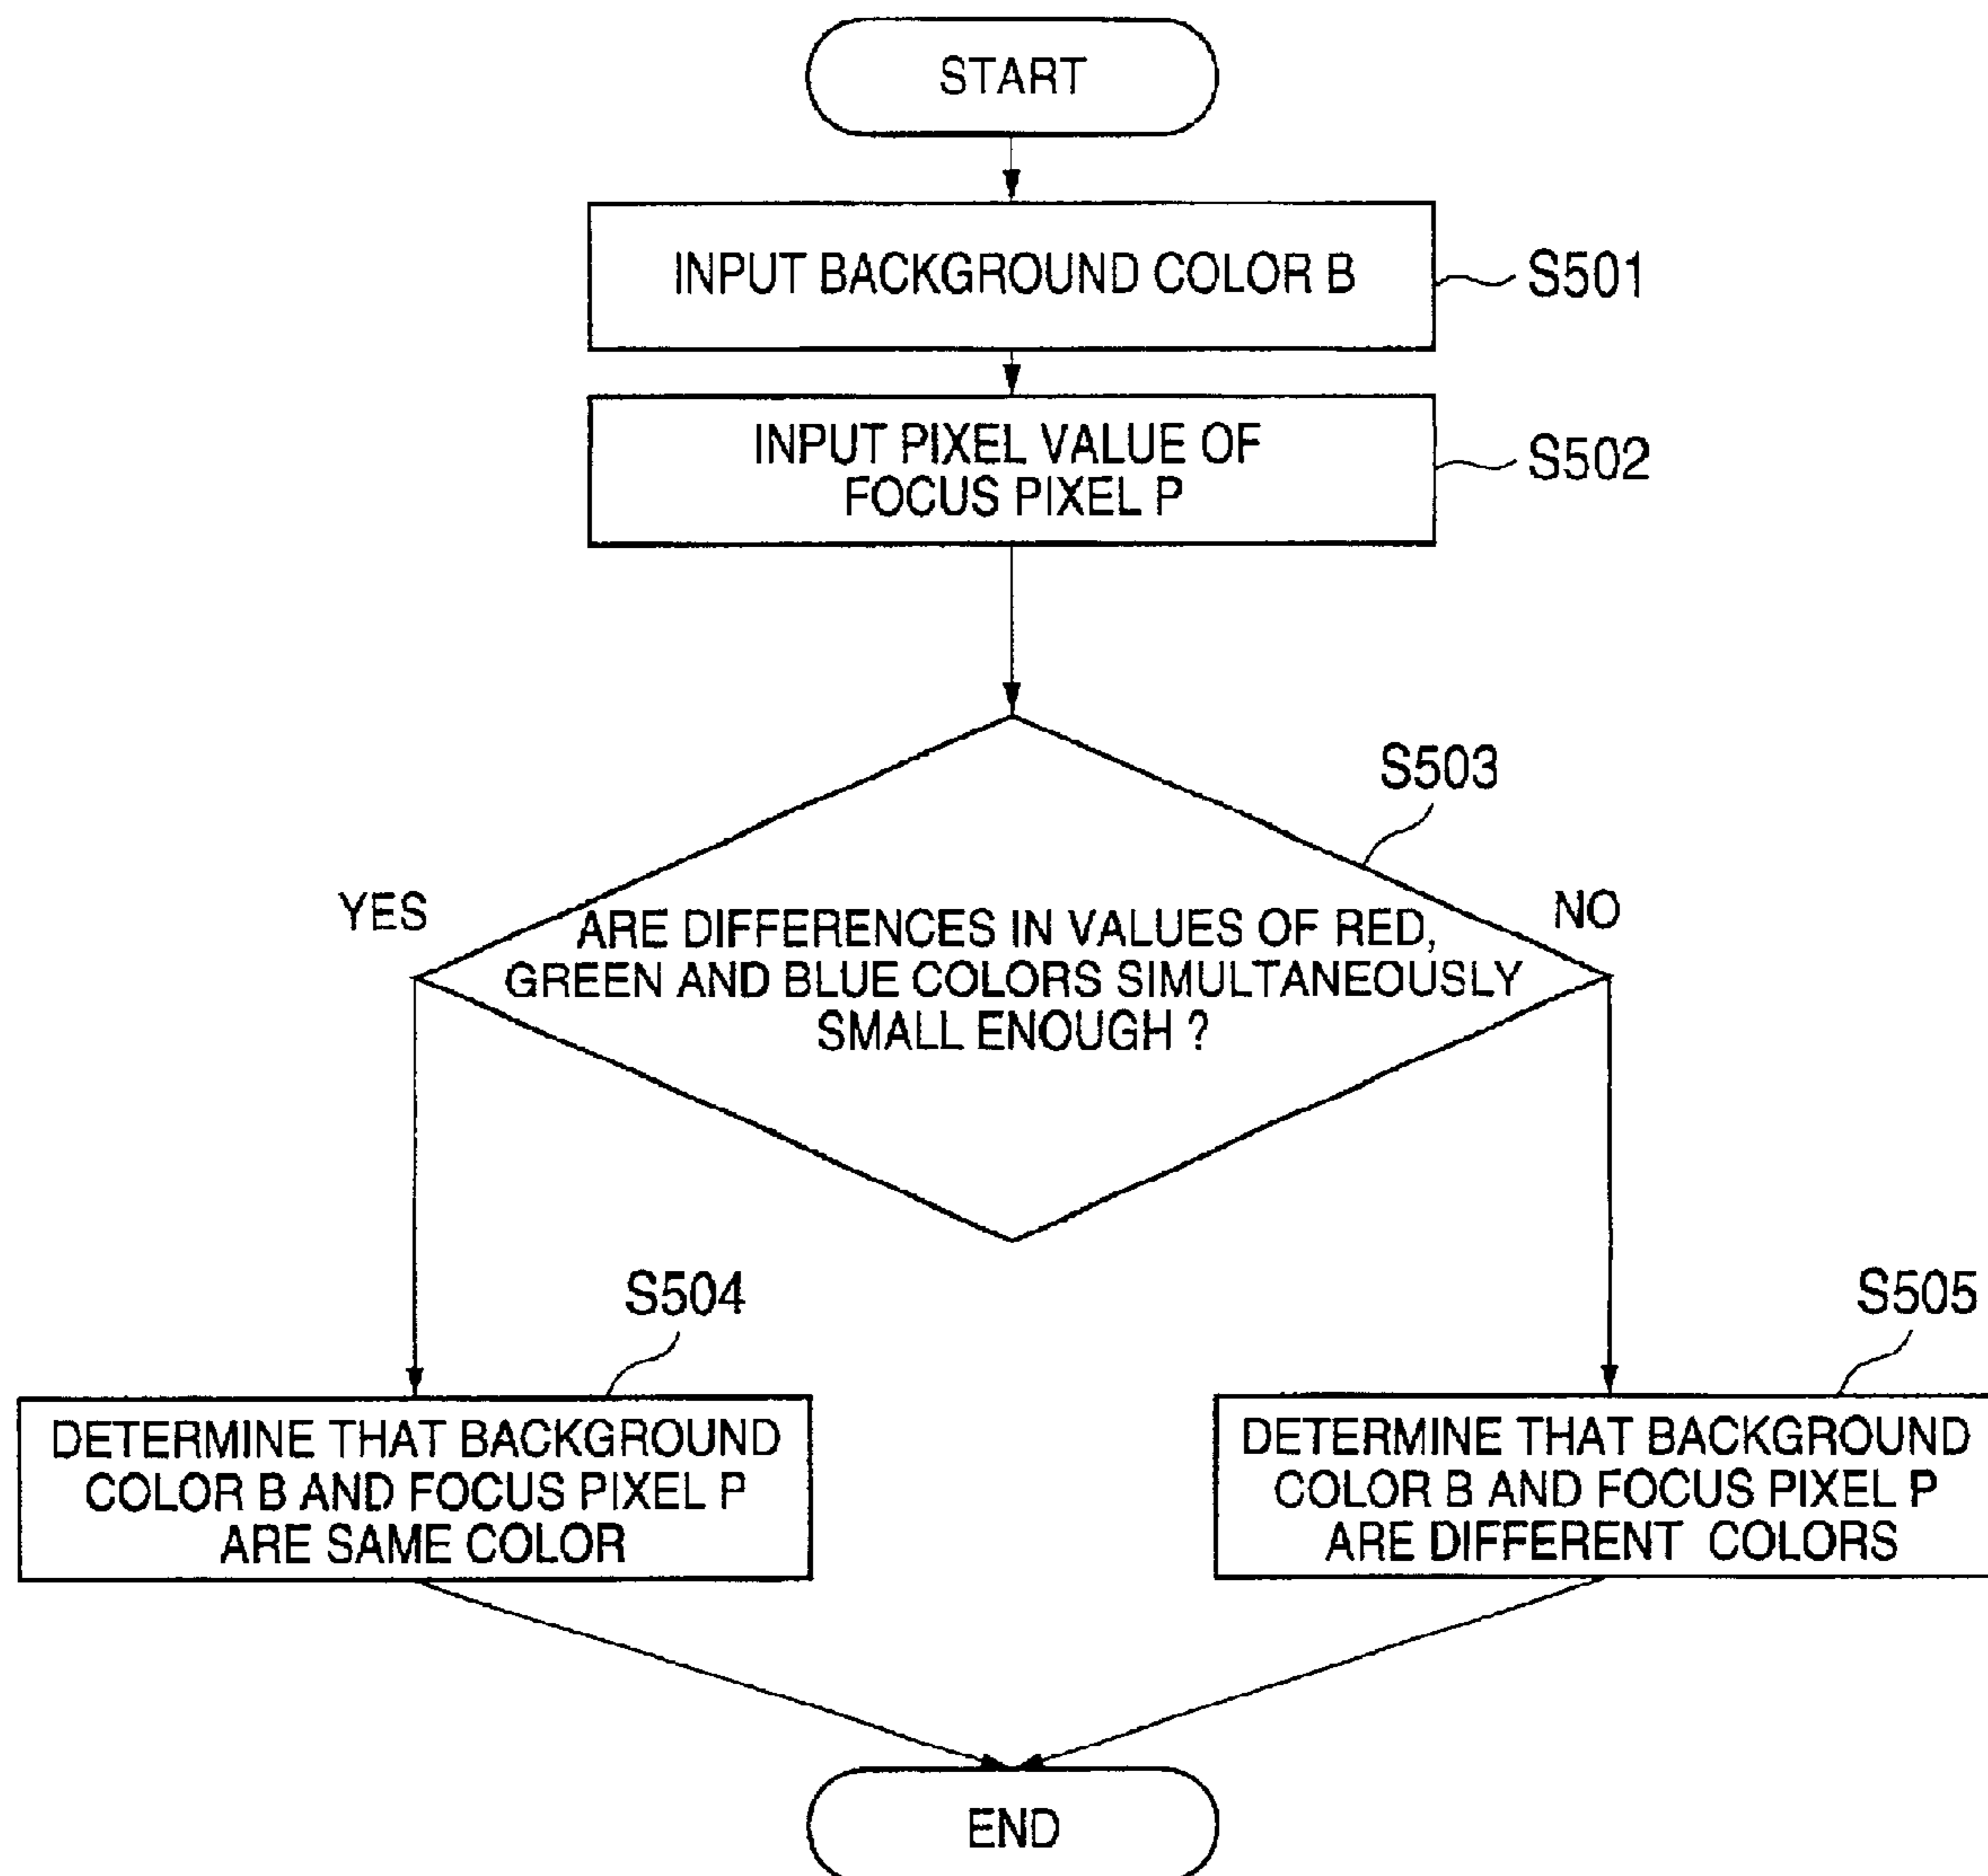 START
INPUT BACKGROUND COLOR B
S501
INPUT PIXEL VALUE OF
FOCUS PIXEL P
S502
S503
YES
NO
ARE DIFFERENCES IN VALUES OF RED,
GREEN AND BLUE COLORS SIMULTANEOUSLY
SMALL ENOUGH ?
S504
S505
DETERMINE THAT BACKGROUND
COLOR B AND FOCUS PIXEL P
ARE SAME COLOR
DETERMINE THAT BACKGROUND
COLOR B AND FOCUS PIXEL P
ARE DIFFERENT COLORS
END